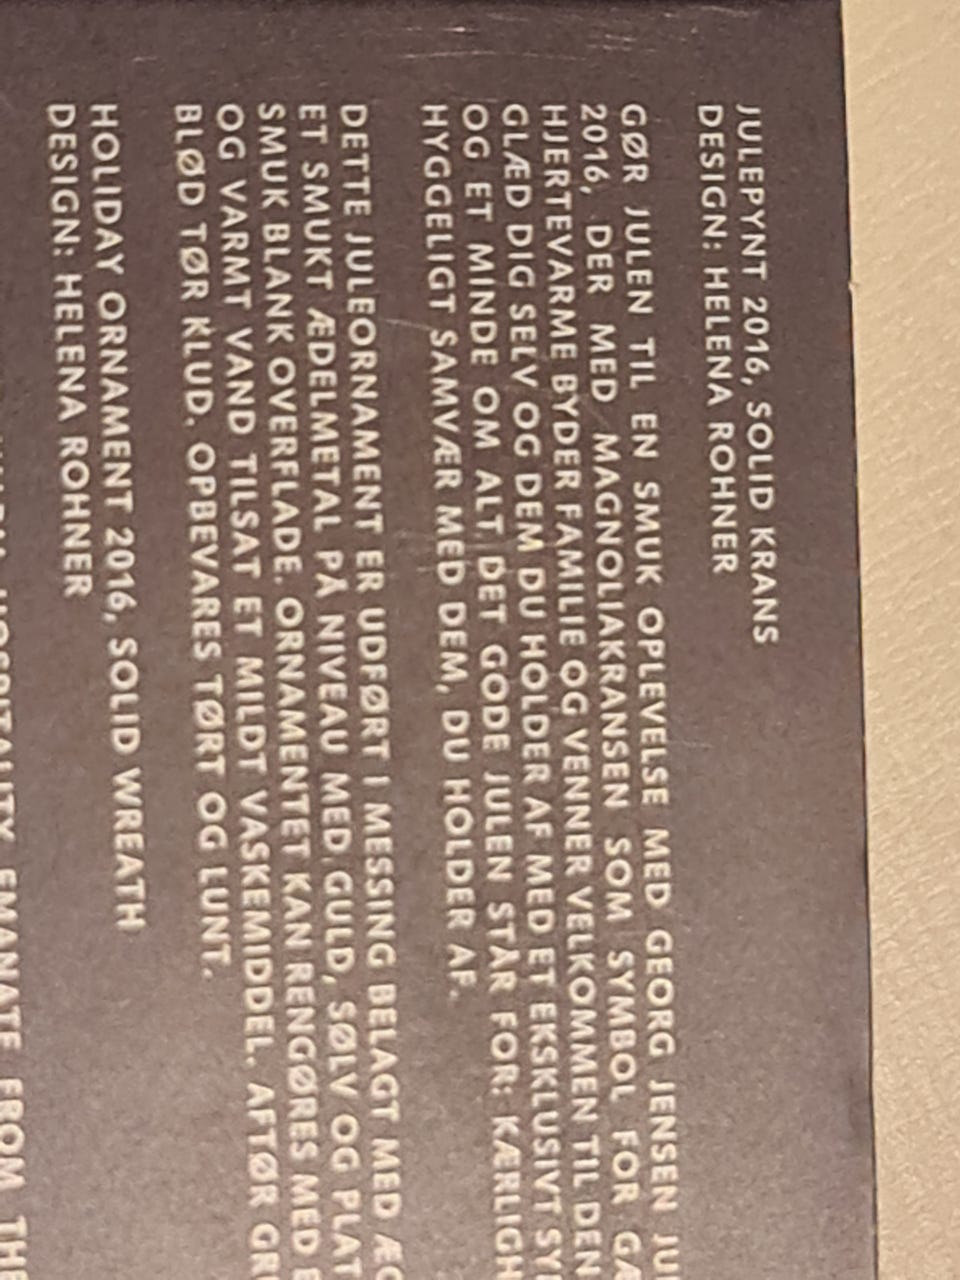 JULEPYNT 2016, SOLID KRANS
DESIGN: HELENA ROHNER
GØR JULEN TIL EN SMUK OPLEVELSE MED GEORG JENSEN
2016, DER MED MAGNOLIAKRANSEN SOM SYMBOL FOR
HJERTEVARME BYDER FAMILIE OG VENNER VELKOMMEN TIL DEN
GLÆD DIG SELV OG DEM DU HOLDER AF MED ET EKSKLUSIVT
OG ET MINDE OM ALT DET GODE JULEN STÅR FOR:
HYGGELIGT SAMVÆR MED DEM, DU HOLDER AF.
DETTE JULEORNAMENT ER UDFØRT I MESSING BELAGT MED
ET SMUKT ÆDELMETAL PÅ NIVEAU MED GULD, SØLV OG
SMUK BLANK OVERFLADE. ORNAMENTET KAN RENGØRES MED
OG VARMT VAND TILSAT ET MILDT VASKEMIDDEL. AFTØR
BLØD TØR KLUD. OPBEVARES TØRT OG LUNT.
HOLIDAY ORNAMENT 2016, SOLID WREATH
DESIGN: HELENA ROHNER
EMANATE FROM THE